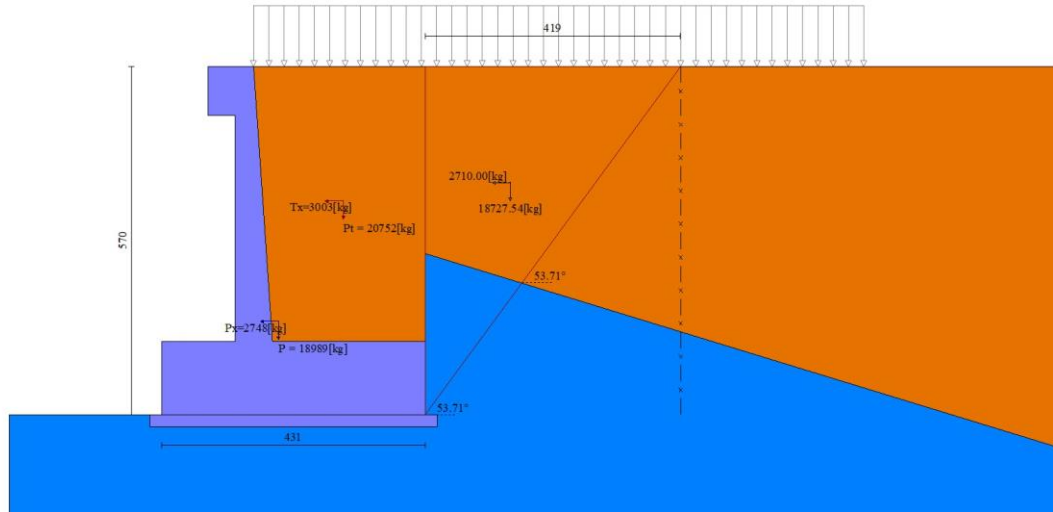 419
570
2710.00[kg]
Tx=3003[kg]
18727.54[kg]
Pt = 20752[kg]
53.71°
Px=2748[kg]
P = 18989[kg]
53.71°
431